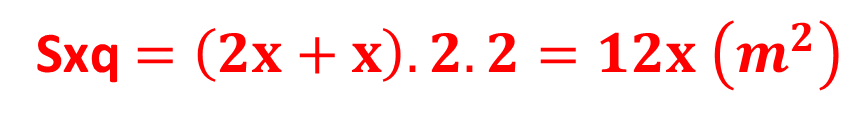 Sxq = (2x + x). 2. 2 = 12x (m²)